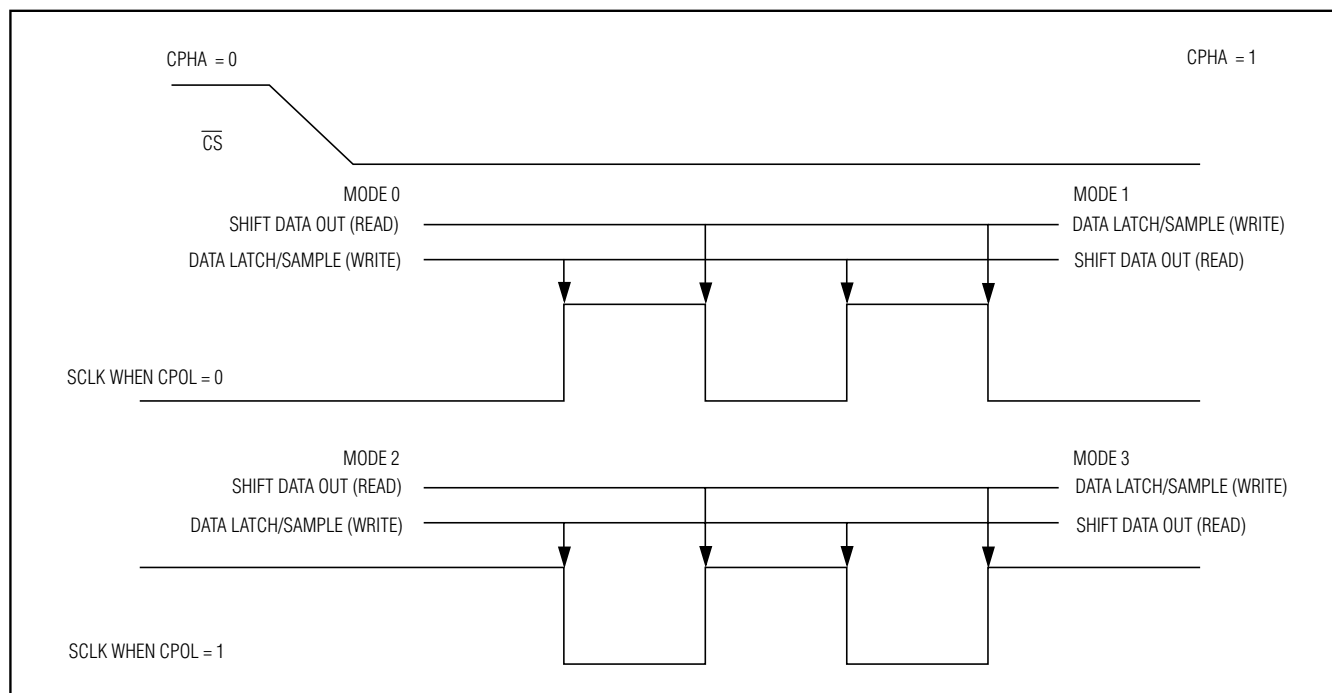 CPHA = 0
CPHA = 1
CS
MODE 0
MODE 1
SHIFT DATA OUT (READ)
DATA LATCH/SAMPLE (WRITE)
DATA LATCH/SAMPLE (WRITE)
SHIFT DATA OUT (READ)
SCLK WHEN CPOL = 0
MODE 2
MODE 3
SHIFT DATA OUT (READ)
DATA LATCH/SAMPLE (WRITE)
DATA LATCH/SAMPLE (WRITE)
SHIFT DATA OUT (READ)
SCLK WHEN CPOL = 1